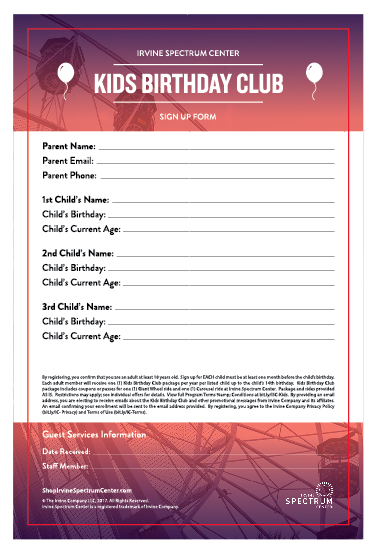 IRVINE SPECTRUM CENTER
KIDS BIRTHDAY CLUB
SIGN UP FORM
Parent Name:
Parent Email:
Parent Phone:
1st Child's Name:
Child's Birthday:
Child's Current Age:
2nd Child's Name:
Child's Birthday:
Child's Current Age:
3rd Child's Name:
Child's Birthday:
Child's Current Age:
By registering, you confirm that you are an adult at least 18 years old. Sign up for EACH child must be at least one month before the child's birthday.
Each adult member will receive one (1) Kids Birthday Club package per year per listed child up to the child's 14th birthday. Kids Birthday Club
package includes coupons or passes for one (1) Giant Wheel ride and one (1) Carousel ride at Irvine Spectrum Center. Package and rides provided
AS IS. Restrictions may apply; see individual offers for details. View full Program Terms & Conditions at bit.ly/ISC-Kids. By providing an email
address, you are electing to receive emails about the Kids Birthday Club and other promotional messages from Irvine Company and its affiliates.
An email confirming your enrollment will be sent to the email address provided. By registering, you agree to the Irvine Company Privacy Policy
(bit.ly/IC- Privacy) and Terms of Use (bit.ly/IC-Terms).
Guest Services Information
Date Received:
Staff Member:
ShopIrvineSpectrumCenter.com
© The Irvine Company LLC, 2017. All Rights Reserved.
Irvine Spectrum Center is a registered trademark of Irvine Company.
IRVINE
SPECTRUM
CENTER